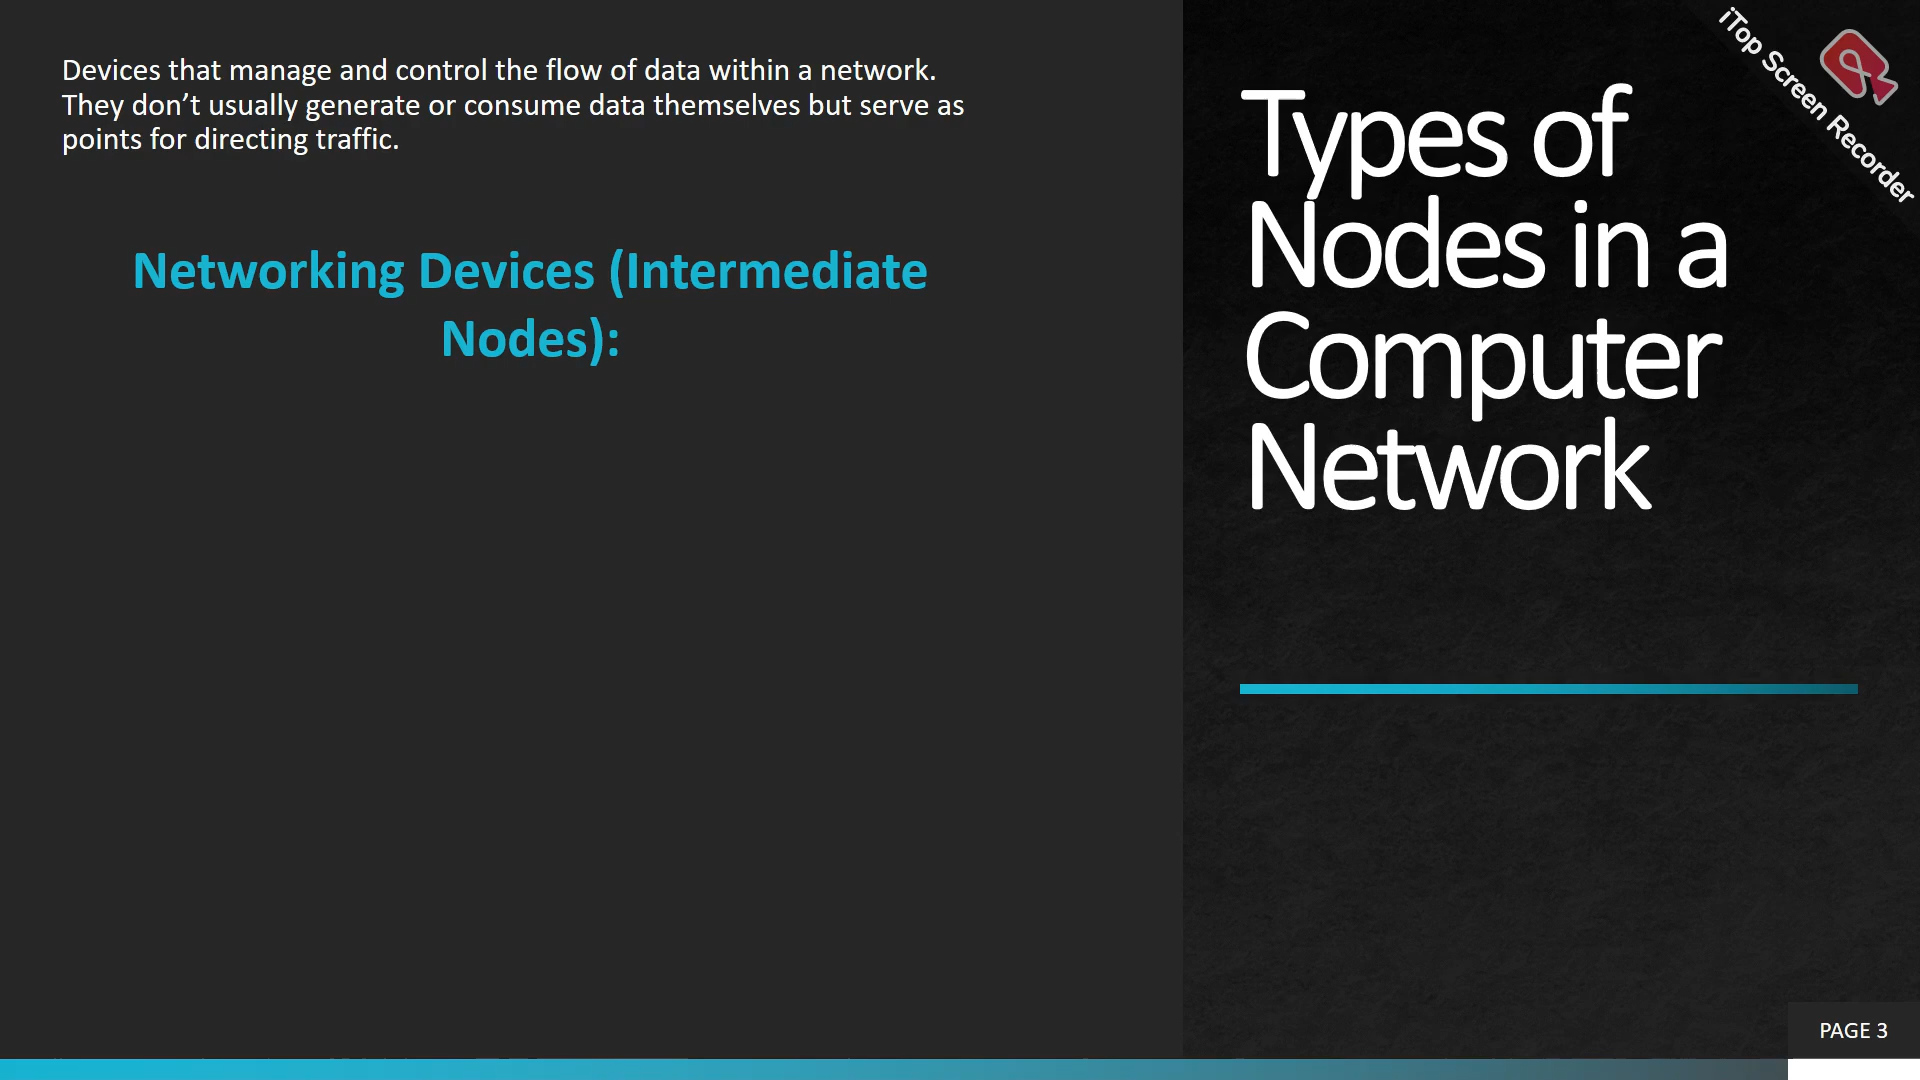 Devices that manage and control the flow of data within a network.
They don’t usually generate or consume data themselves but serve as
points for directing traffic.
Networking Devices (Intermediate
Nodes):
Types of
Nodes in a
Computer
Network
iTop Screen Recorder
PAGE 3